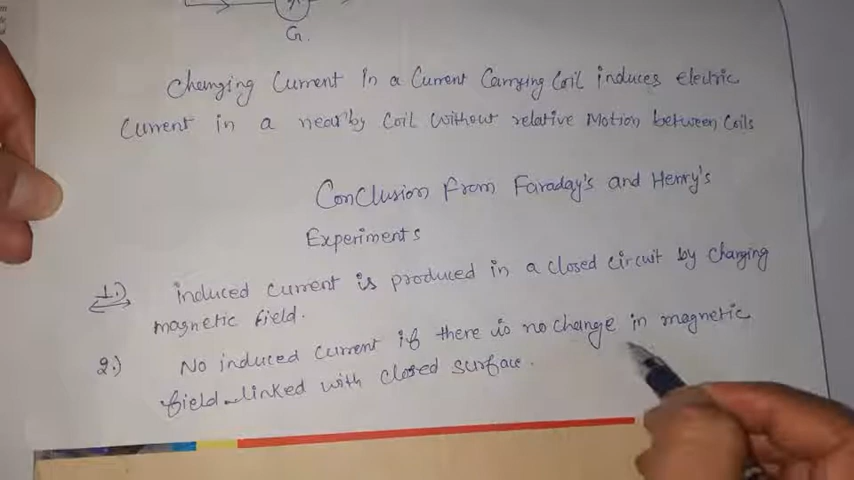 G.
Changing Current in a Current Carrying Coil induces electric
Current in a nearby Coil Without relative Motion between Coils
Conclusion from Faraday's and Henry's
Experiments
1.) induced current is produced in a closed circuit by changing
magnetic field.
2.) No induced current if there is no change in magnetic
field linked with closed surface.